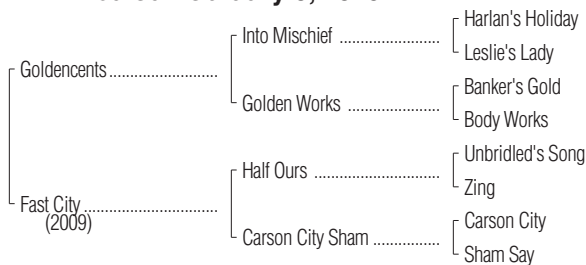 Harlan's Holiday
Into Mischief
Leslie's Lady
Goldencents
Banker's Gold
Golden Works
Body Works
Unbridled's Song
Half Ours
Zing
Fast City
(2009)
Carson City
Carson City Sham
Sham Say